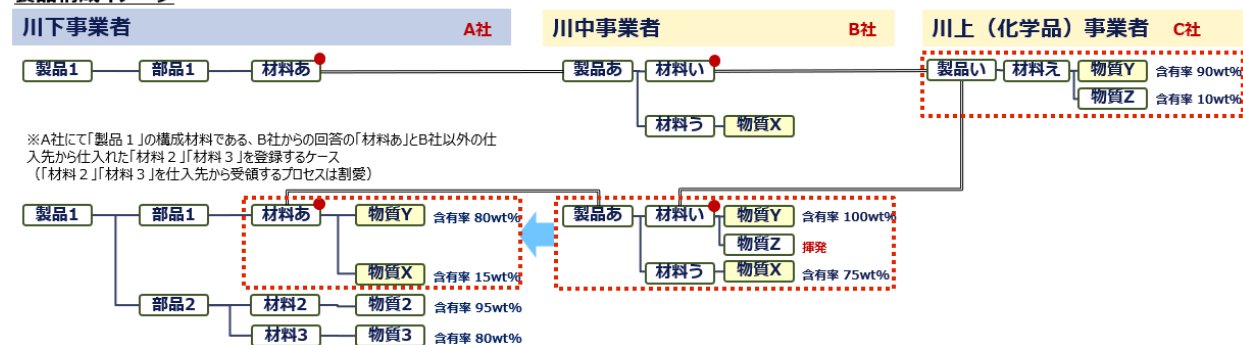 川下事業者 A社 川中事業者 B社 川上（化学品）事業者 C社
製品1 部品1 材料あ 製品あ 材料い 製品い 材料え 物質Y 含有率 90wt%
物質Z 含有率 10wt%
材料う 物質X
※A社にて「製品１」の構成材料である、B社からの回答の「材料あ」とB社以外の仕
入先から仕入れた「材料２」「材料３」を登録するケース
（「材料２」「材料３」を仕入先から受領するプロセスは割愛）
製品1 部品1 材料あ 物質Y 含有率 80wt% 製品あ 材料い 物質Y 含有率 100wt%
物質Z 揮発
物質X 含有率 15wt% 材料う 物質X 含有率 75wt%
部品2 材料2 物質2 含有率 95wt%
材料3 物質3 含有率 80wt%